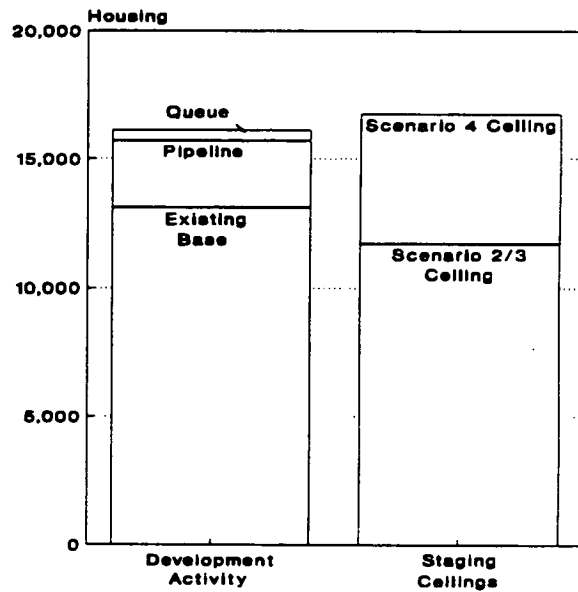 Housing
20,000
15,000
10,000
5,000
0
Queue
Pipeline
Existing
Base
Scenario 4 Ceiling
Scenario 2/3
Ceiling
Development
Activity
Staging
Ceilings